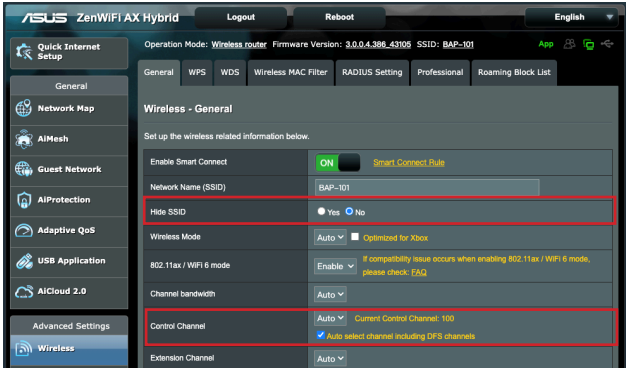 ASUS ZenWiFi AX Hybrid Logout Reboot English
Quick Internet Setup
Operation Mode: Wireless router Firmware Version: 3.0.0.4.386_43105 SSID: BAP-101 App
General WPS WDS Wireless MAC Filter RADIUS Setting Professional Roaming Block List
General
Network Map
AiMesh
Guest Network
AiProtection
Adaptive QoS
USB Application
AiCloud 2.0
Advanced Settings
Wireless
Wireless - General
Set up the wireless related information below.
Enable Smart Connect ON Smart Connect Rule
Network Name (SSID) BAP-101
Hide SSID Yes No
Wireless Mode Auto Optimized for Xbox
802.11ax / WiFi 6 mode Enable If compatibility issue occurs when enabling 802.11ax / WiFi 6 mode,
please check: FAQ
Channel bandwidth Auto
Control Channel Auto Current Control Channel: 100
Auto select channel including DFS channels
Extension Channel Auto